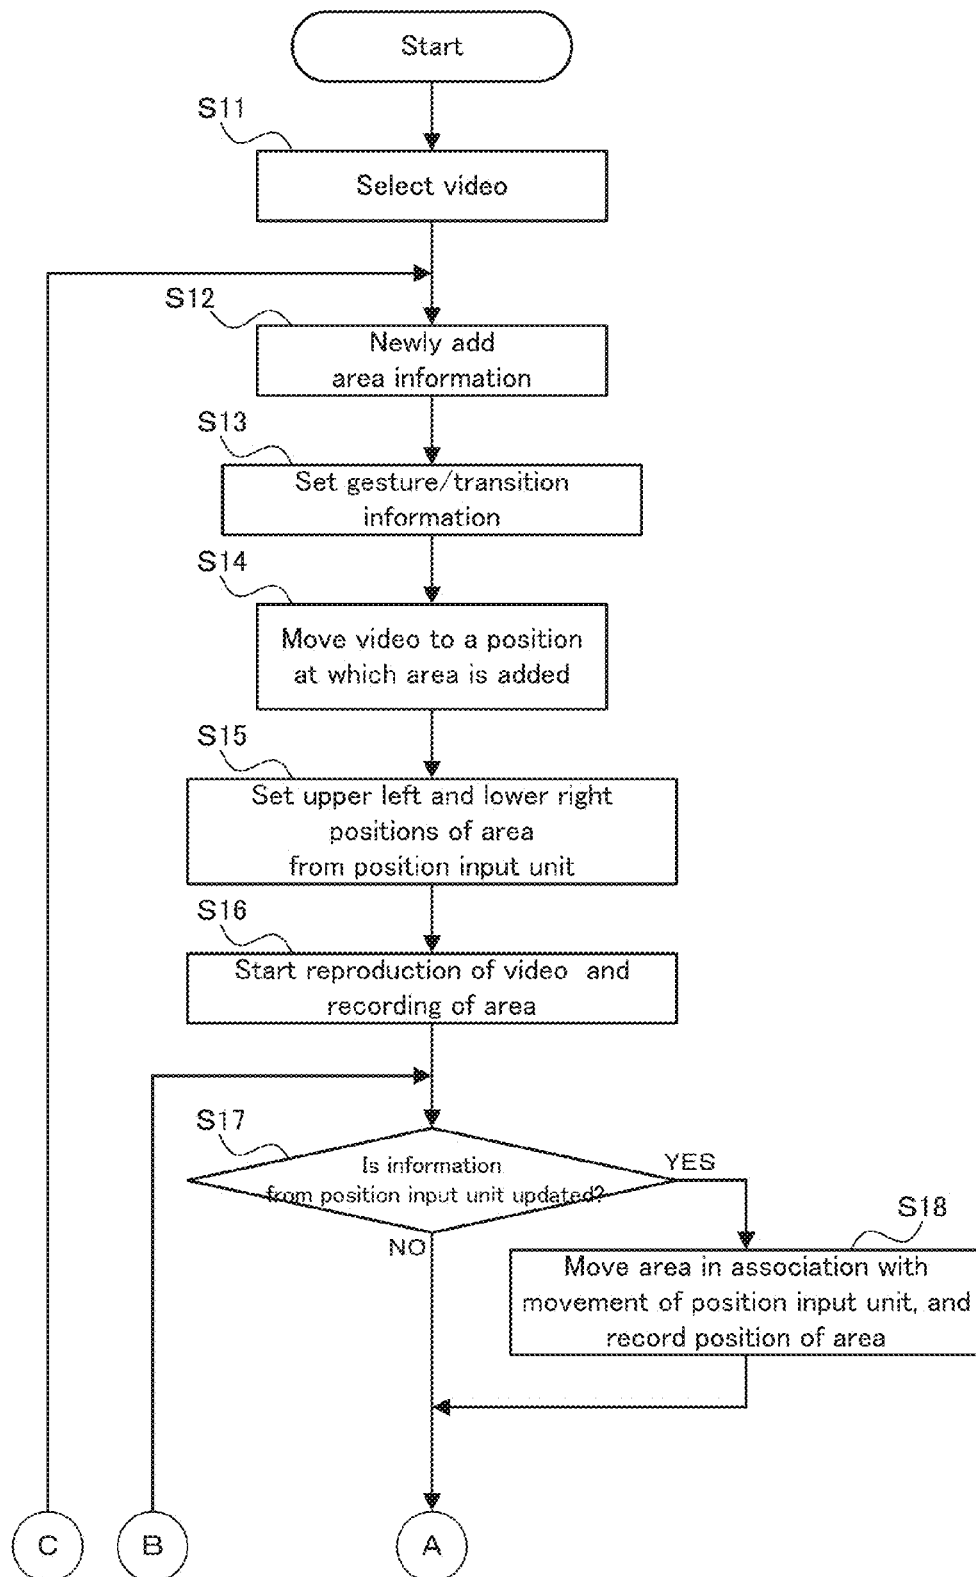 Start
S11
Select video
S12
Newly add
area information
S13
Set gesture/transition
information
S14
Move video to a position
at which area is added
S15
Set upper left and lower right
positions of area
from position input unit
S16
Start reproduction of video and
recording of area
S17
Is information
from position input unit updated?
YES
NO
S18
Move area in association with
movement of position input unit, and
record position of area
C
B
A